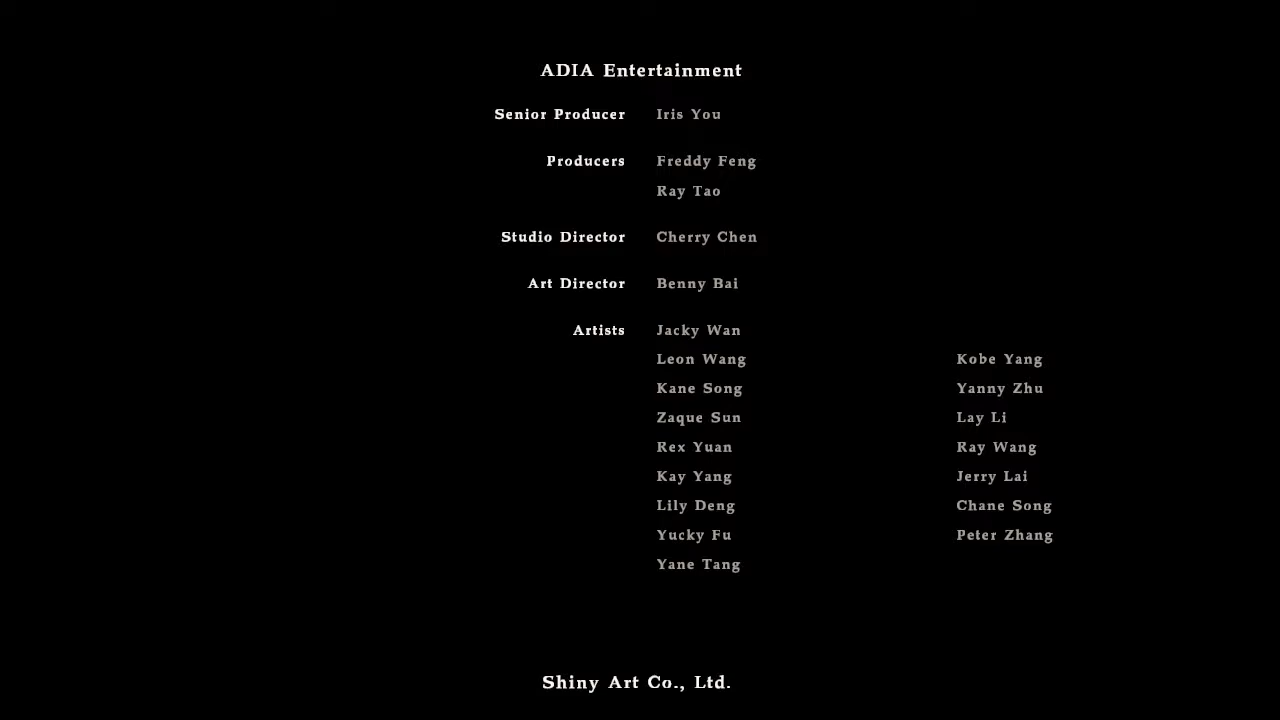 ADIA Entertainment
Senior Producer Iris You
Producers Freddy Feng
Ray Tao
Studio Director Cherry Chen
Art Director Benny Bai
Artists Jacky Wan
Leon Wang Kobe Yang
Kane Song Yanny Zhu
Zaque Sun Lay Li
Rex Yuan Ray Wang
Kay Yang Jerry Lai
Lily Deng Chane Song
Yucky Fu Peter Zhang
Yane Tang
Shiny Art Co., Ltd.